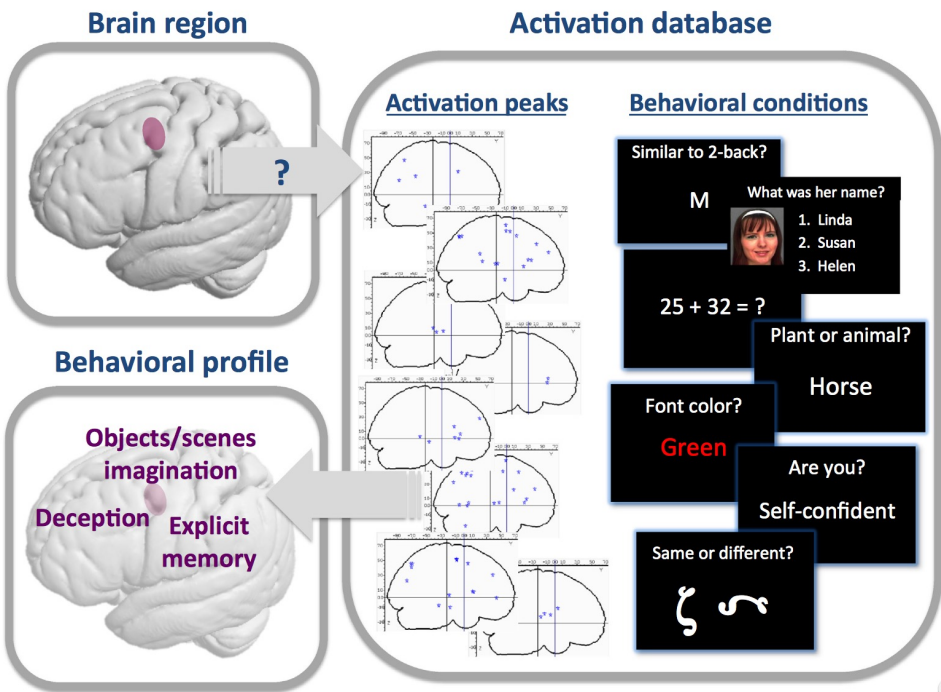 Brain region
?
Activation database
Activation peaks
Behavioral conditions
Similar to 2-back?
M
What was her name?
1. Linda
2. Susan
3. Helen
25 + 32 = ?
Plant or animal?
Horse
Font color?
Green
Are you?
Self-confident
Same or different?
Behavioral profile
Objects/scenes
imagination
Deception
Explicit
memory